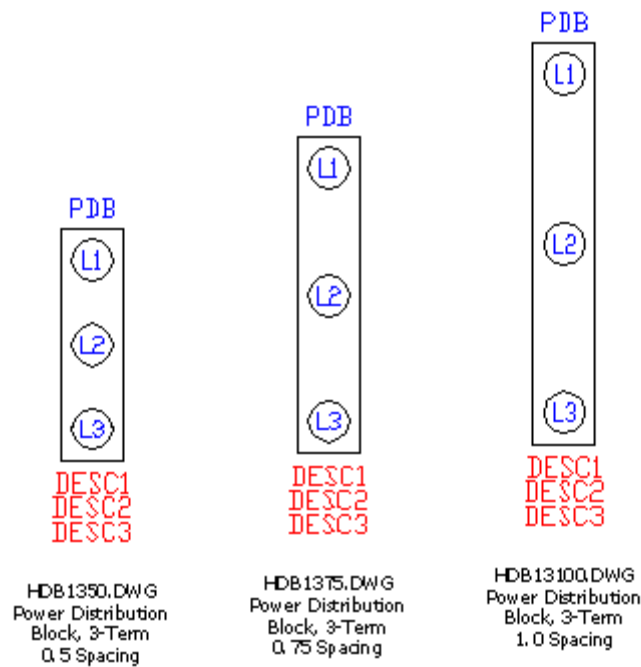 PDB
L1
L2
L3
DESC1
DESC2
DESC3
HDB1350.DWG
Power Distribution
Block, 3-Term
0.5 Spacing
PDB
L1
L2
L3
DESC1
DESC2
DESC3
HDB1375.DWG
Power Distribution
Block, 3-Term
0.75 Spacing
PDB
L1
L2
L3
DESC1
DESC2
DESC3
HDB13100.DWG
Power Distribution
Block, 3-Term
1.0 Spacing